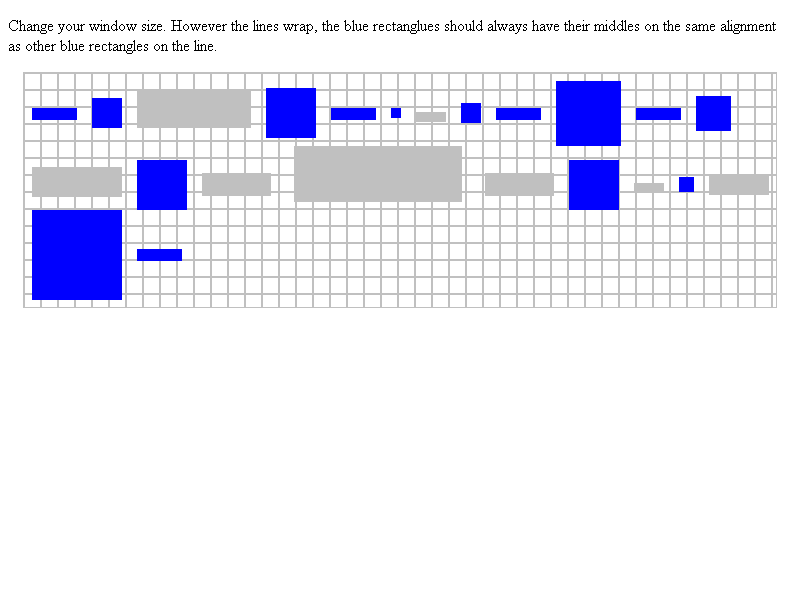 Change your window size. However the lines wrap, the blue rectanglues should always have their middles on the same alignment
as other blue rectangles on the line.